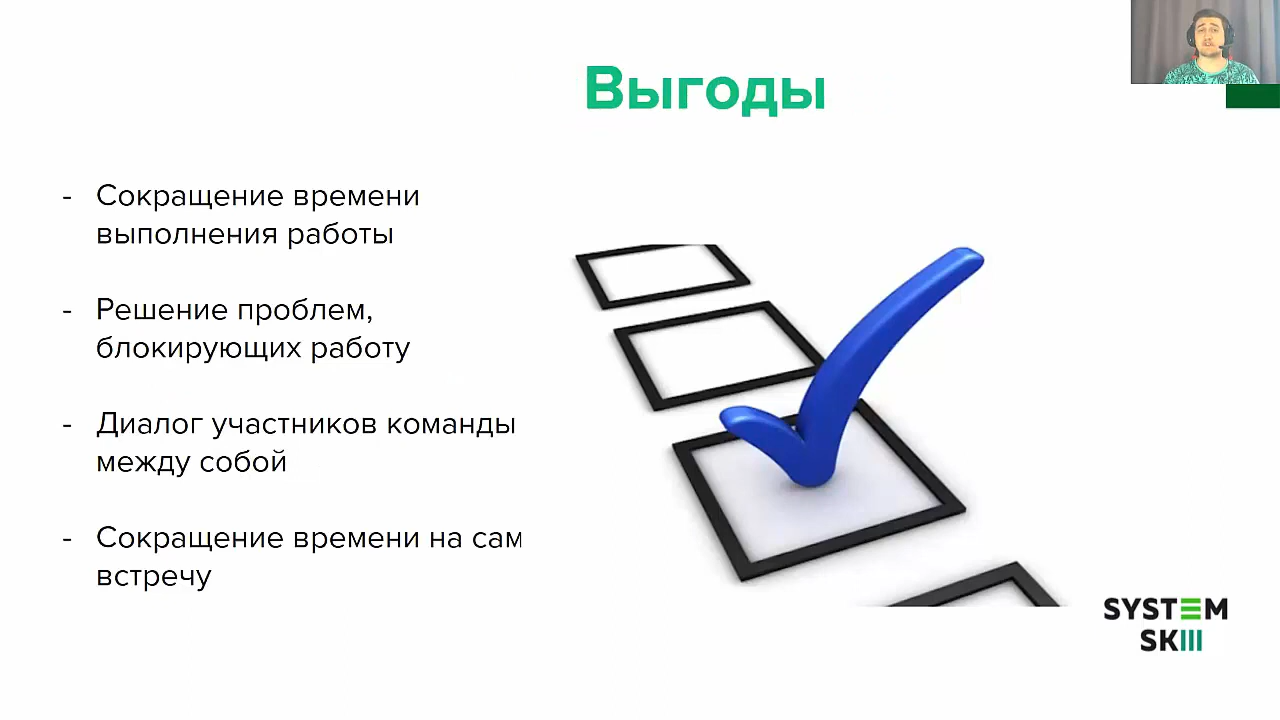 Выгоды
- Сокращение времени
выполнения работы
- Решение проблем,
блокирующих работу
- Диалог участников команды
между собой
- Сокращение времени на сам
встречу
SYSTEM
SKILL